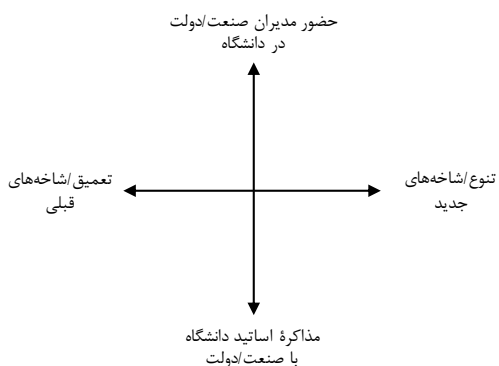 حضور مدیران صنعت/دولت
در دانشگاه
تنوع/شاخه‌های
جدید
تعمیق/شاخه‌های
قبلی
مذاکرۀ اساتید دانشگاه
با صنعت/دولت